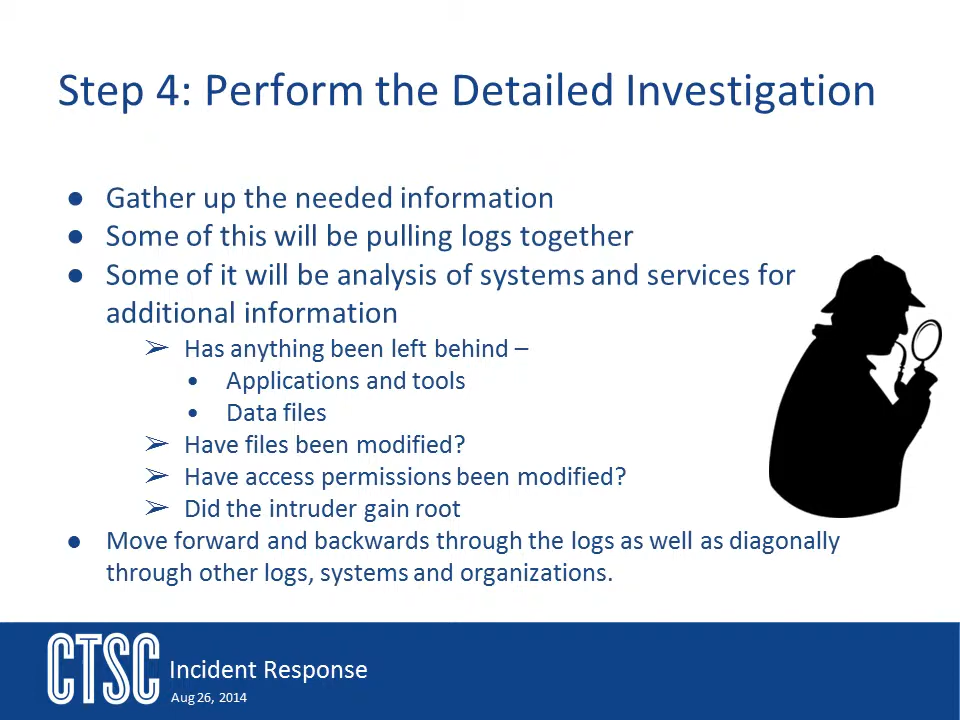 Step 4: Perform the Detailed Investigation
● Gather up the needed information
● Some of this will be pulling logs together
● Some of it will be analysis of systems and services for
additional information
➢ Has anything been left behind –
• Applications and tools
• Data files
➢ Have files been modified?
➢ Have access permissions been modified?
➢ Did the intruder gain root
● Move forward and backwards through the logs as well as diagonally
through other logs, systems and organizations.
CTSC
Incident Response
Aug 26, 2014